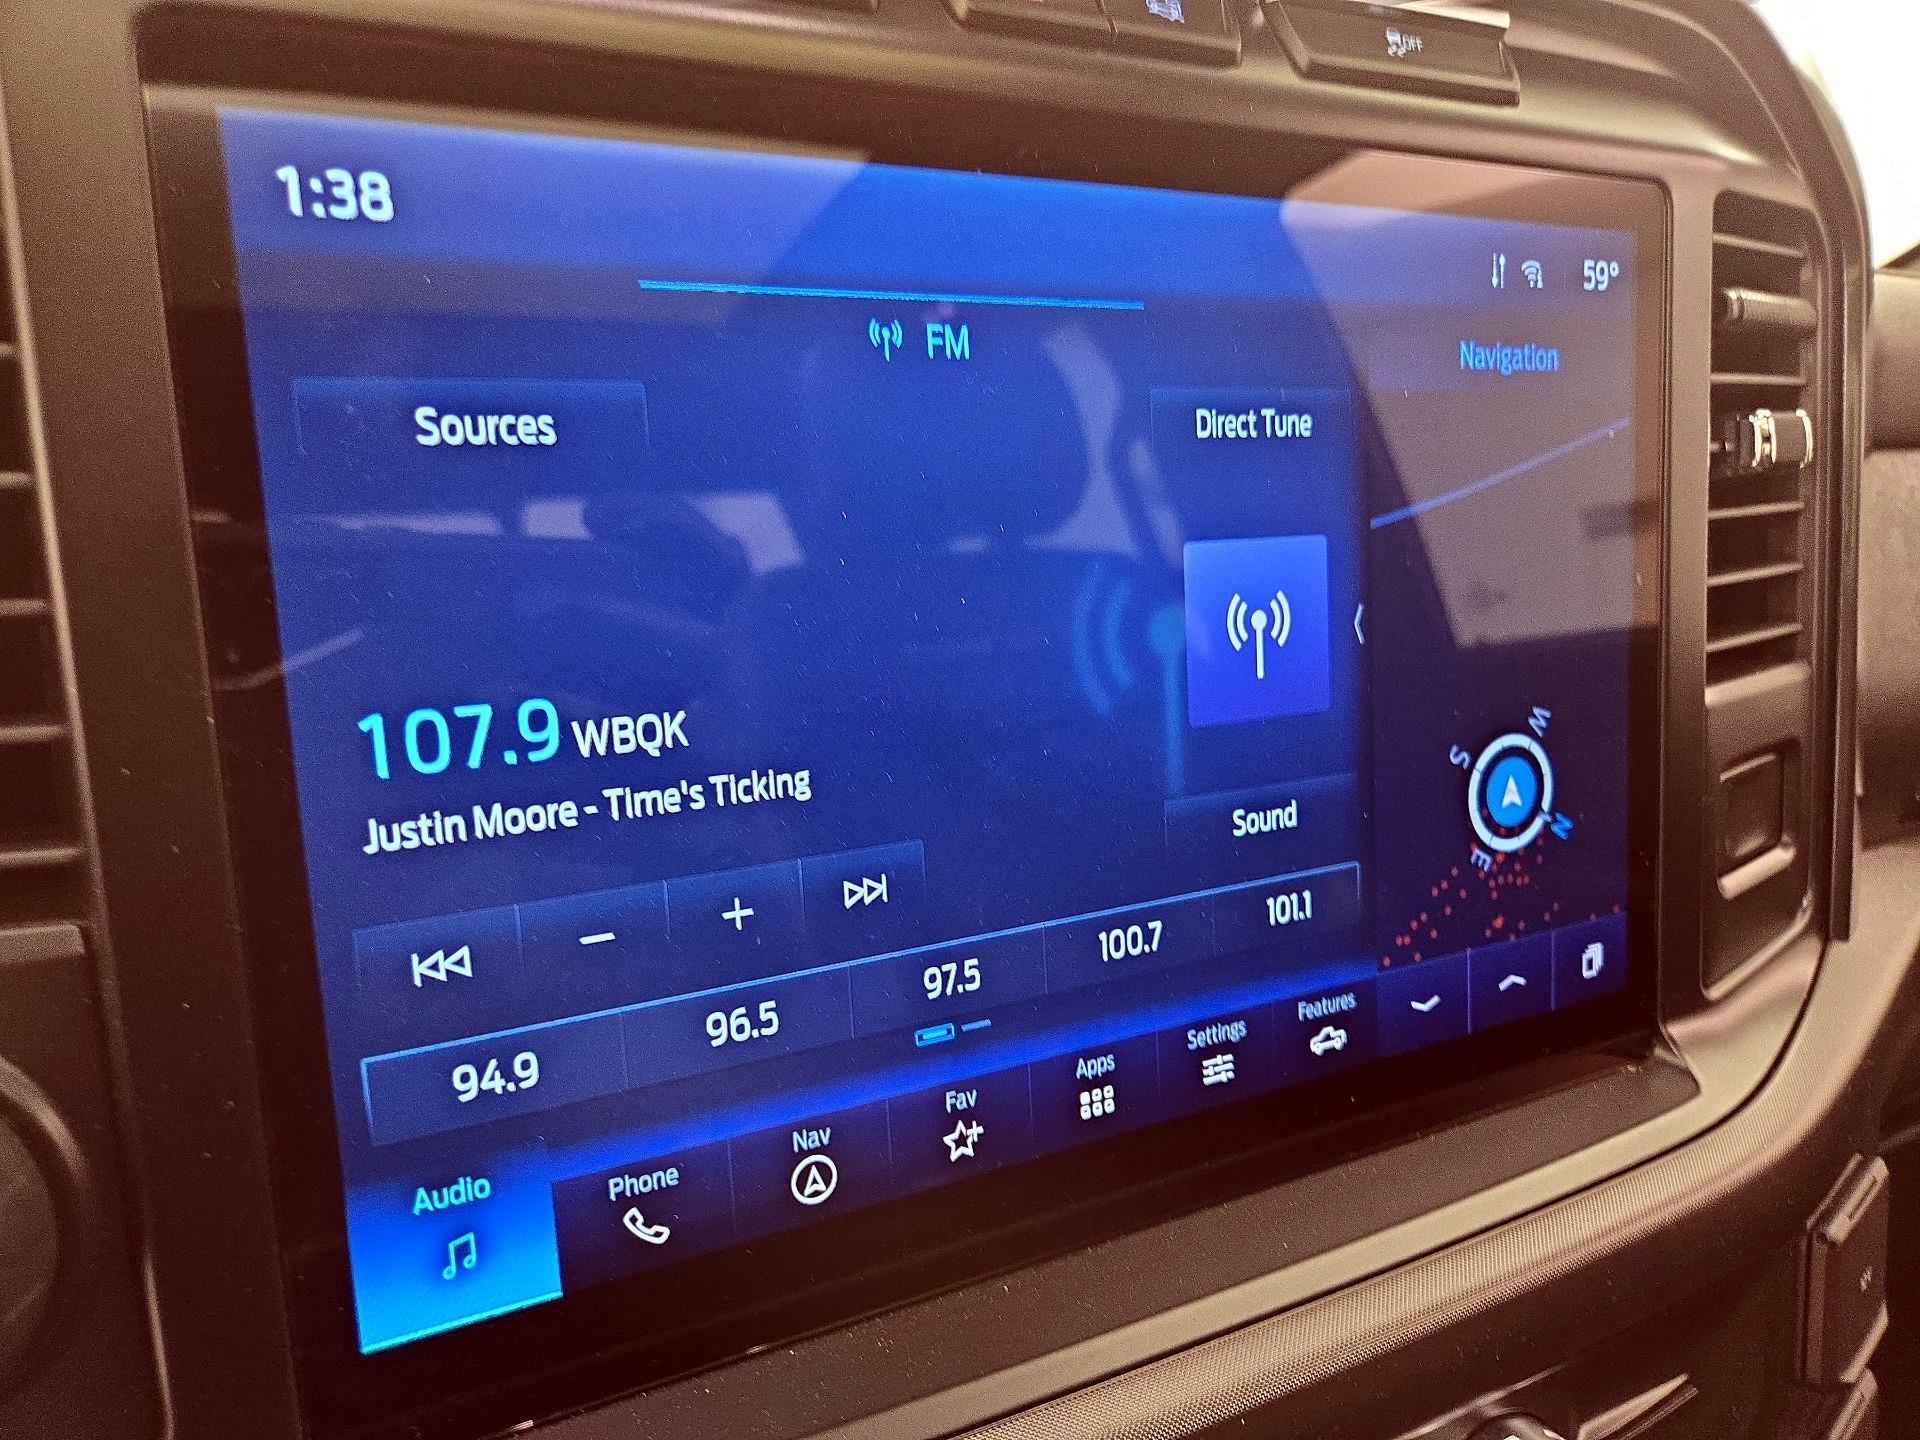 OFF
1:38
59°
FM
Navigation
Sources
Direct Tune
107.9 WBQK
Justin Moore - Time's Ticking
Sound
W
S
N
E
94.9
96.5
97.5
100.7
101.1
Audio
Phone
Nav
Fav
Apps
Settings
Features